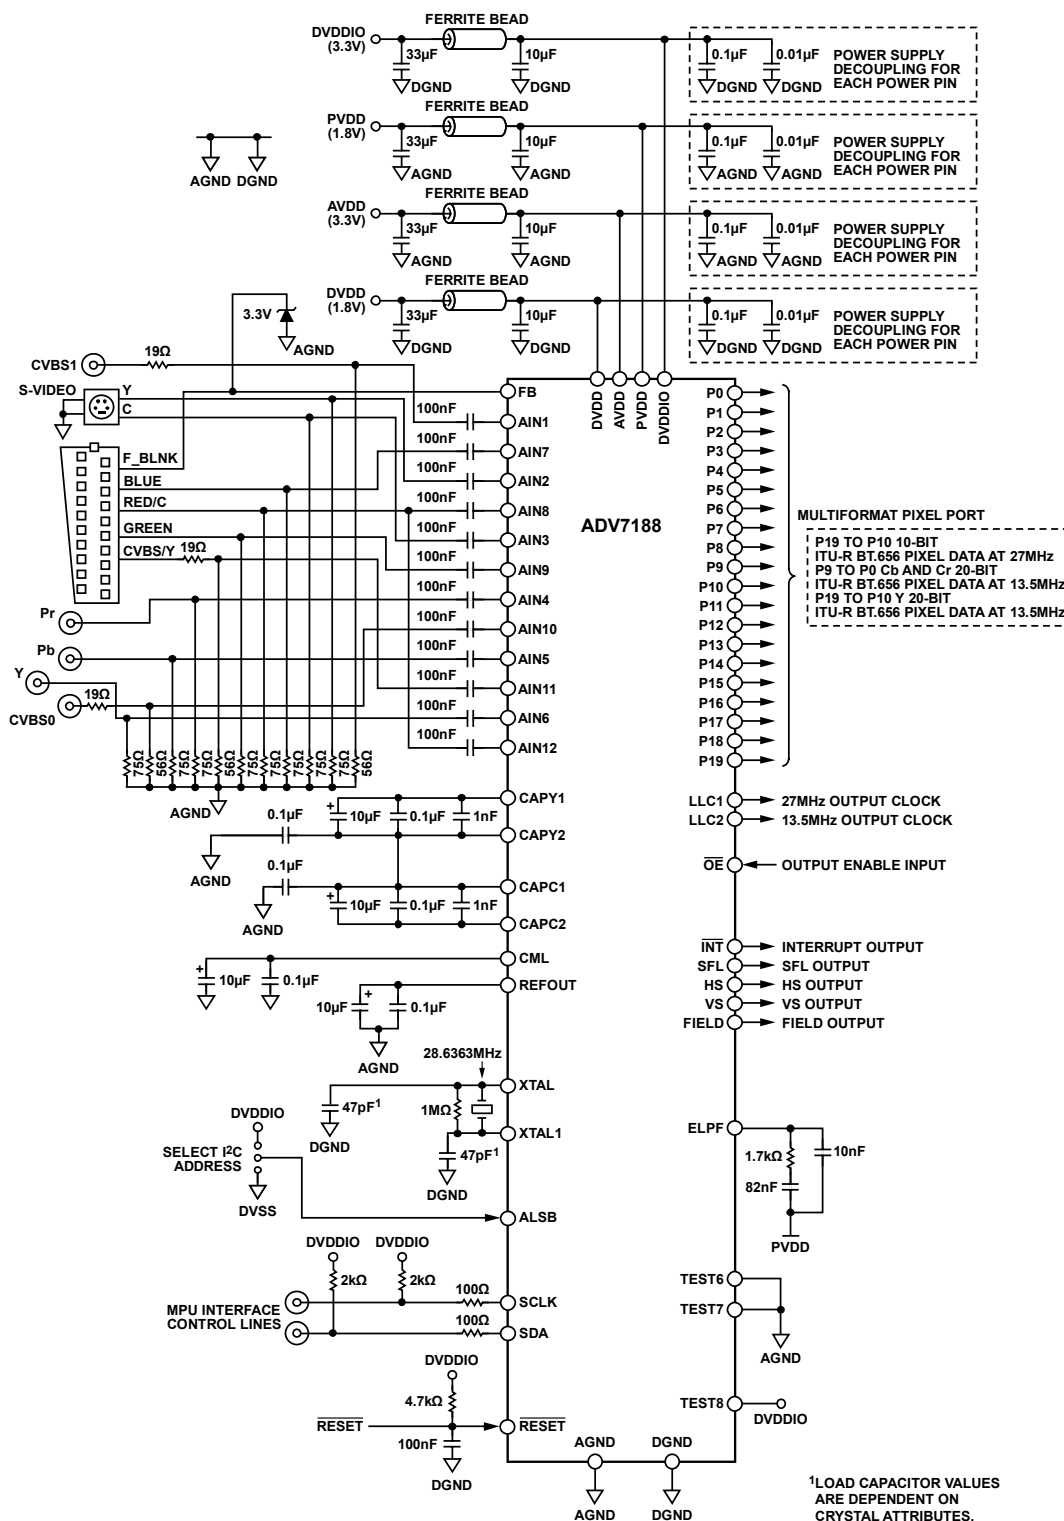 FERRITE BEAD
DVDDIO
(3.3V)
33µF
10µF
0.1µF
0.01µF
DGND
DGND
DGND
DGND
POWER SUPPLY
DECOUPLING FOR
EACH POWER PIN
FERRITE BEAD
PVDD
(1.8V)
33µF
10µF
0.1µF
0.01µF
AGND
AGND
AGND
AGND
POWER SUPPLY
DECOUPLING FOR
EACH POWER PIN
AGND
DGND
FERRITE BEAD
AVDD
(3.3V)
33µF
10µF
0.1µF
0.01µF
AGND
AGND
AGND
AGND
POWER SUPPLY
DECOUPLING FOR
EACH POWER PIN
FERRITE BEAD
DVDD
(1.8V)
33µF
10µF
0.1µF
0.01µF
DGND
DGND
DGND
DGND
POWER SUPPLY
DECOUPLING FOR
EACH POWER PIN
3.3V
AGND
CVBS1
19Ω
S-VIDEO
Y
C
F_BLNK
BLUE
RED/C
GREEN
CVBS/Y
19Ω
Pr
Pb
Y
CVBS0
19Ω
75Ω
56Ω
75Ω
75Ω
56Ω
75Ω
75Ω
75Ω
75Ω
75Ω
56Ω
AGND
100nF
100nF
100nF
100nF
100nF
100nF
100nF
100nF
100nF
100nF
100nF
100nF
FB
AIN1
AIN7
AIN2
AIN8
AIN3
AIN9
AIN4
AIN10
AIN5
AIN11
AIN6
AIN12
DVDD
AVDD
PVDD
DVDDIO
ADV7188
P0
P1
P2
P3
P4
P5
P6
P7
P8
P9
P10
P11
P12
P13
P14
P15
P16
P17
P18
P19
MULTIFORMAT PIXEL PORT
P19 TO P10 10-BIT
ITU-R BT.656 PIXEL DATA AT 27MHz
P9 TO P0 Cb AND Cr 20-BIT
ITU-R BT.656 PIXEL DATA AT 13.5MHz
P19 TO P10 Y 20-BIT
ITU-R BT.656 PIXEL DATA AT 13.5MHz
CAPY1
+
10µF
0.1µF
1nF
0.1µF
CAPY2
AGND
0.1µF
CAPC1
+
10µF
0.1µF
1nF
AGND
CAPC2
CML
+
10µF
0.1µF
REFOUT
10µF
+
0.1µF
AGND
LLC1
27MHz OUTPUT CLOCK
LLC2
13.5MHz OUTPUT CLOCK
OE
OUTPUT ENABLE INPUT
INT
INTERRUPT OUTPUT
SFL
SFL OUTPUT
HS
HS OUTPUT
VS
VS OUTPUT
FIELD
FIELD OUTPUT
28.6363MHz
XTAL
47pF1
DGND
1MΩ
XTAL1
47pF1
DGND
DVDDIO
SELECT I2C
ADDRESS
DVSS
ALSB
ELPF
1.7kΩ
10nF
82nF
PVDD
DVDDIO
DVDDIO
2kΩ
2kΩ
MPU INTERFACE
CONTROL LINES
100Ω
SCLK
100Ω
SDA
TEST6
TEST7
AGND
DVDDIO
4.7kΩ
RESET
RESET
100nF
DGND
TEST8
DVDDIO
AGND
DGND
AGND
DGND
1LOAD CAPACITOR VALUES
ARE DEPENDENT ON
CRYSTAL ATTRIBUTES.